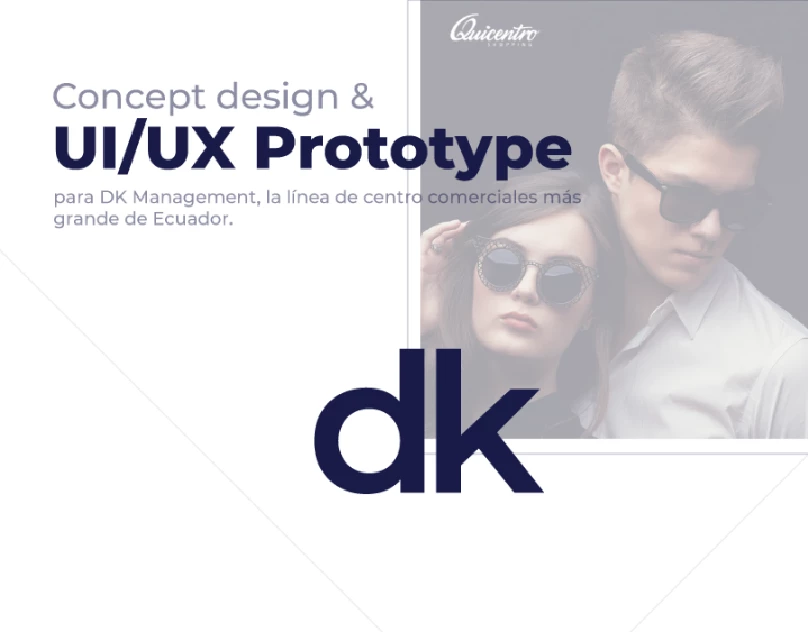 Quicentro
SHOPPING
Concept design &
UI/UX Prototype
para DK Management, la línea de centro comerciales más
grande de Ecuador.
dk